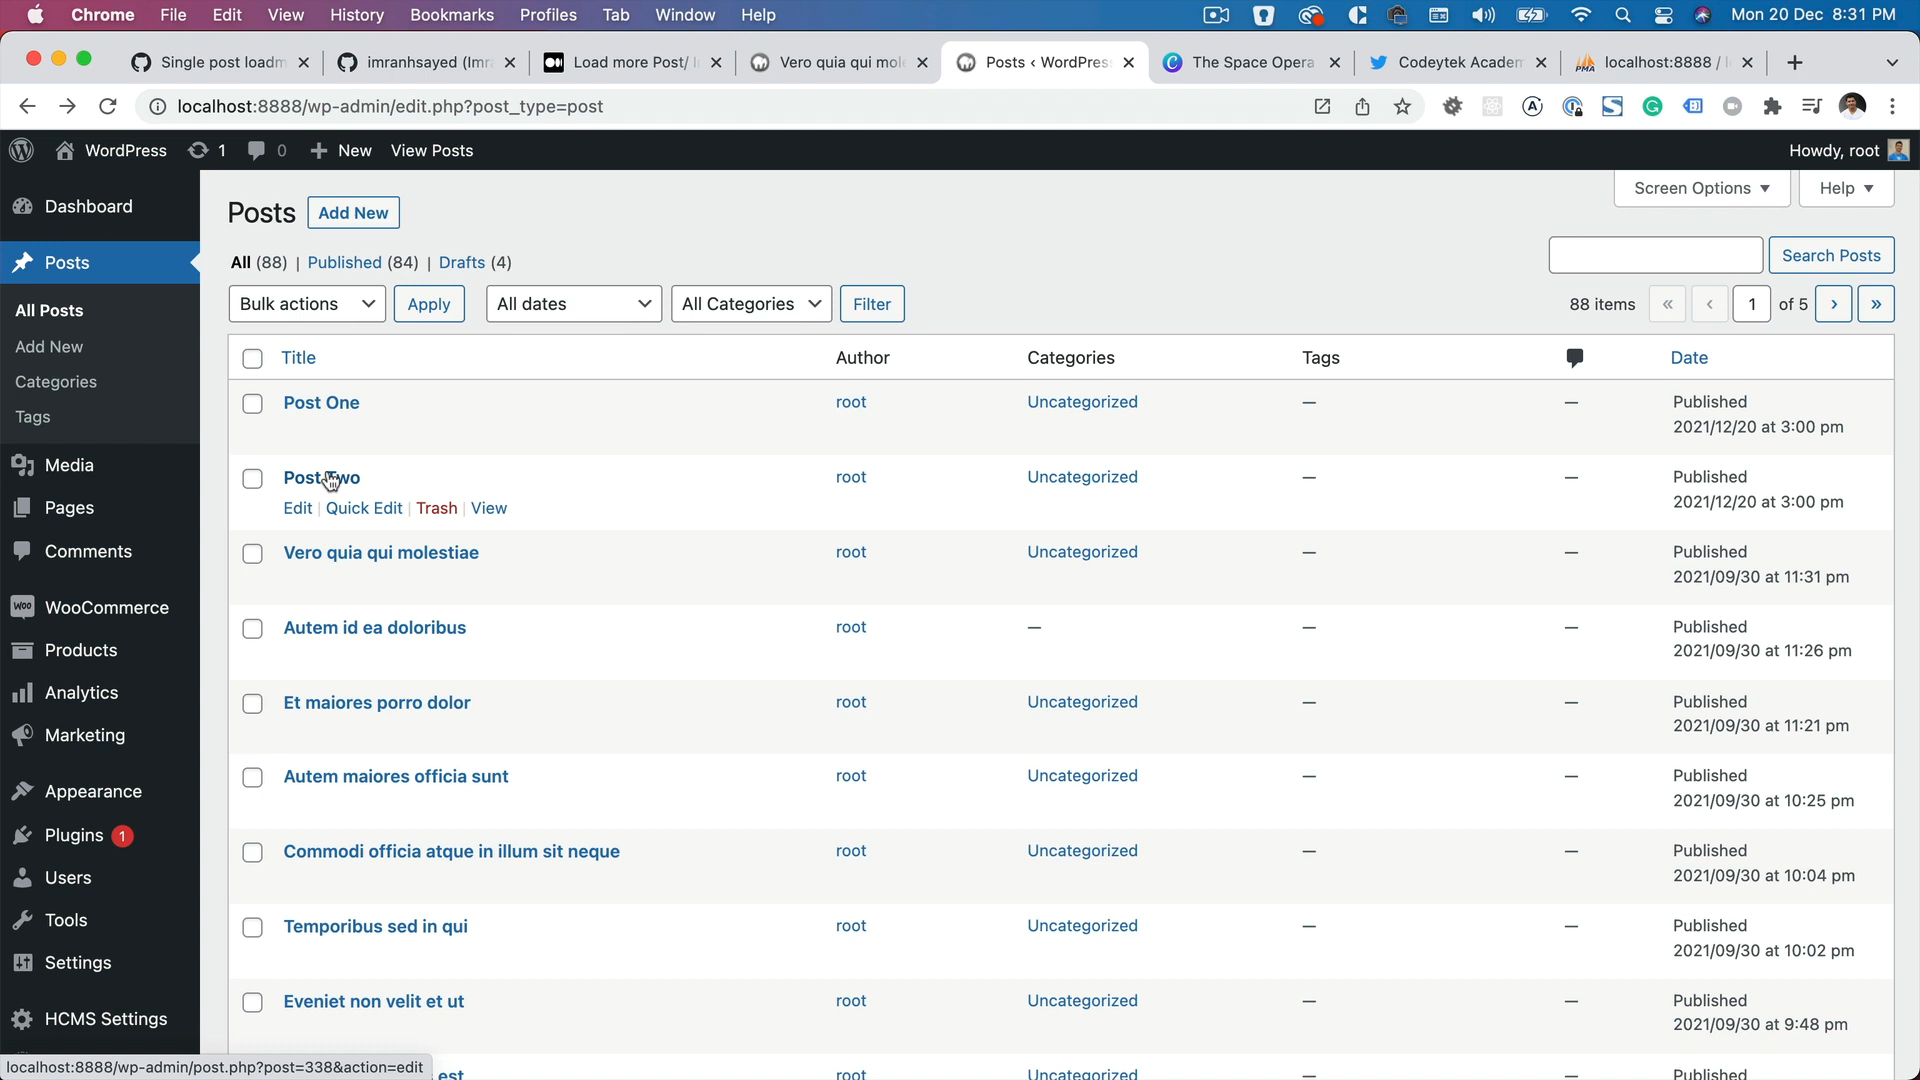 Chrome File Edit View History Bookmarks Profiles Tab Window Help Mon 20 Dec 8:31 PM
Single post loadm imranhsayed (Imra Load more Post/ I Vero quia qui mole Posts ‹ WordPress The Space Opera Codeytek Academ localhost:8888 / l
localhost:8888/wp-admin/edit.php?post_type=post
WordPress 1 0 New View Posts Howdy, root
Screen Options Help
Dashboard
Posts
All Posts
Add New
Categories
Tags
Media
Pages
Comments
WooCommerce
Products
Analytics
Marketing
Appearance
Plugins 1
Users
Tools
Settings
HCMS Settings
Posts Add New
All (88) | Published (84) | Drafts (4)
Search Posts
Bulk actions Apply All dates All Categories Filter 88 items « ‹ 1 of 5 › »
Title Author Categories Tags Date
Post One root Uncategorized — — Published
2021/12/20 at 3:00 pm
Post Two root Uncategorized — — Published
Edit | Quick Edit | Trash | View 2021/12/20 at 3:00 pm
Vero quia qui molestiae root Uncategorized — — Published
2021/09/30 at 11:31 pm
Autem id ea doloribus root — — — Published
2021/09/30 at 11:26 pm
Et maiores porro dolor root Uncategorized — — Published
2021/09/30 at 11:21 pm
Autem maiores officia sunt root Uncategorized — — Published
2021/09/30 at 10:25 pm
Commodi officia atque in illum sit neque root Uncategorized — — Published
2021/09/30 at 10:04 pm
Temporibus sed in qui root Uncategorized — — Published
2021/09/30 at 10:02 pm
Eveniet non velit et ut root Uncategorized — — Published
2021/09/30 at 9:48 pm
est root Uncategorized — — Published
localhost:8888/wp-admin/post.php?post=338&action=edit